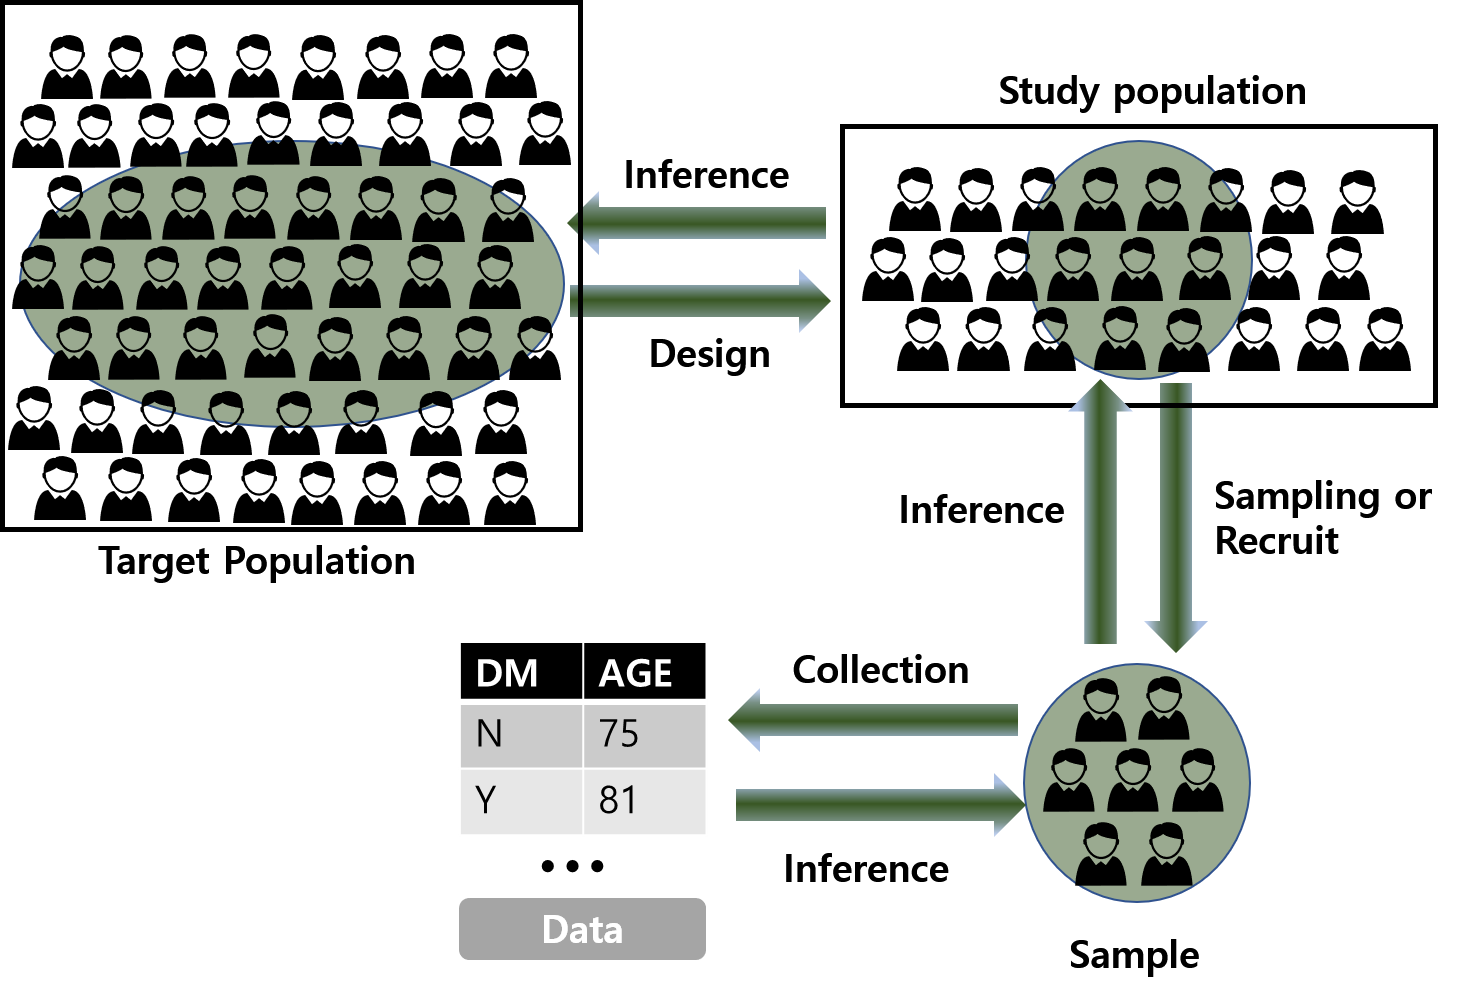 Study population
Inference
Design
Target Population
Inference
Sampling or
Recruit
DM AGE
N 75
Y 81
•••
Data
Collection
Inference
Sample